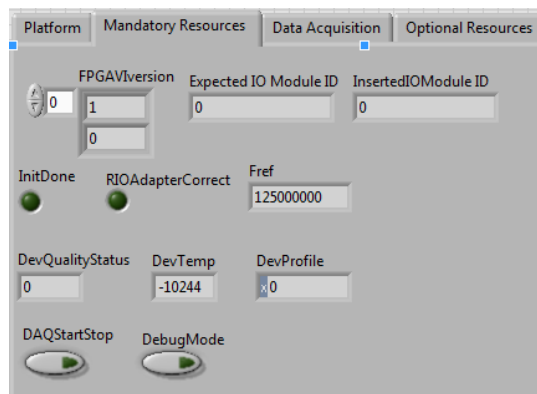 Platform Mandatory Resources Data Acquisition Optional Resources
FPGAVIversion Expected IO Module ID InsertedIOModule ID
0 1 0 0
0
InitDone RIOAdapterCorrect Fref
125000000
DevQualityStatus DevTemp DevProfile
0 -10244 x 0
DAQStartStop DebugMode